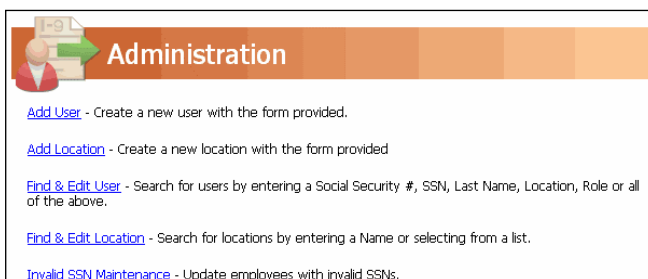 I-9
Administration
Add User - Create a new user with the form provided.
Add Location - Create a new location with the form provided
Find & Edit User - Search for users by entering a Social Security #, SSN, Last Name, Location, Role or all
of the above.
Find & Edit Location - Search for locations by entering a Name or selecting from a list.
Invalid SSN Maintenance - Update employees with invalid SSNs.